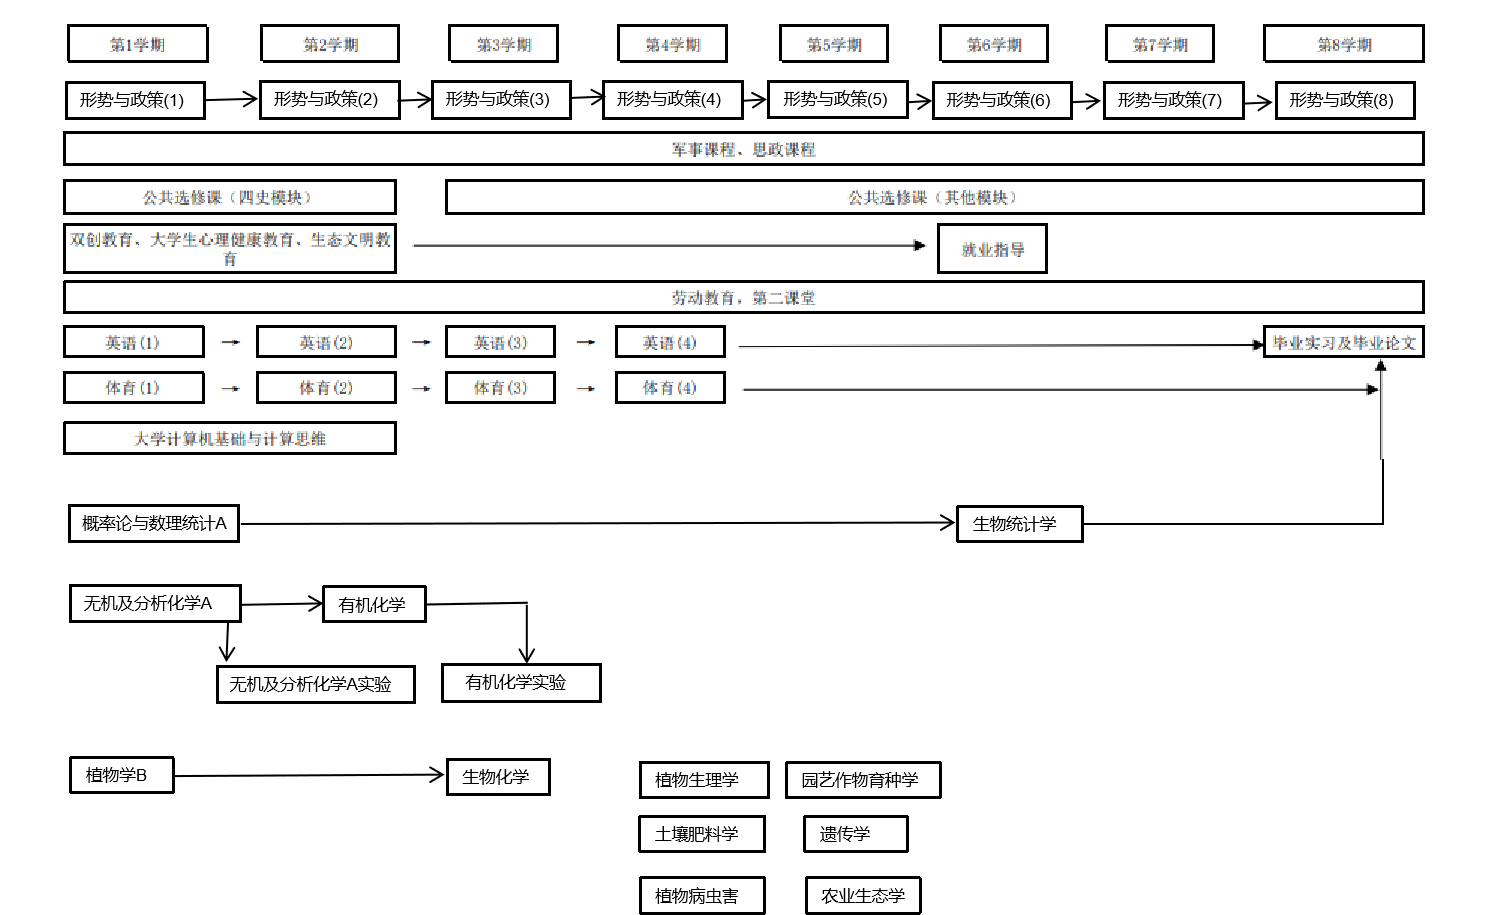 第1学期
第2学期
第3学期
第4学期
第5学期
第6学期
第7学期
第8学期
形势与政策(1)
形势与政策(2)
形势与政策(3)
形势与政策(4)
形势与政策(5)
形势与政策(6)
形势与政策(7)
形势与政策(8)
军事课程、思政课程
公共选修课（四史模块）
公共选修课（其他模块）
双创教育、大学生心理健康教育、生态文明教
育
就业指导
劳动教育，第二课堂
英语(1)
英语(2)
英语(3)
英语(4)
毕业实习及毕业论文
体育(1)
体育(2)
体育(3)
体育(4)
大学计算机基础与计算思维
概率论与数理统计A
生物统计学
无机及分析化学A
有机化学
无机及分析化学A实验
有机化学实验
植物学B
生物化学
植物生理学
园艺作物育种学
土壤肥料学
遗传学
植物病虫害
农业生态学